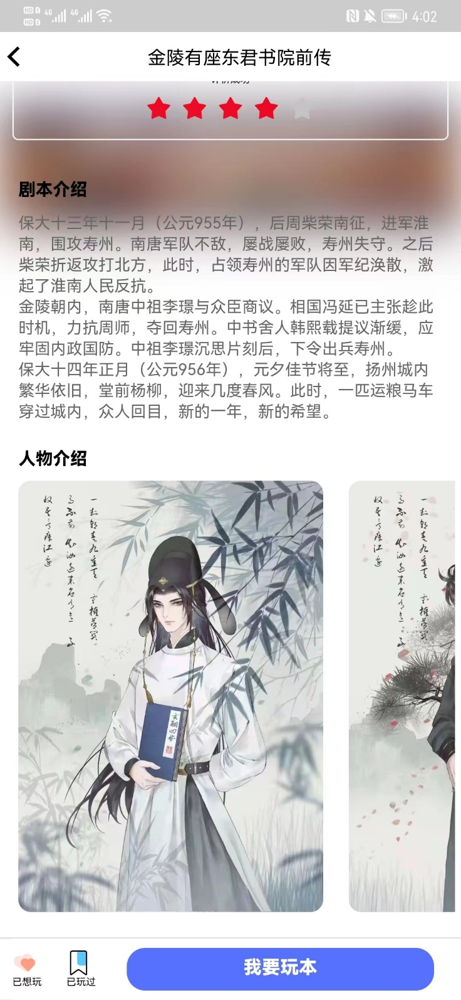 HD 1
HD 2
4G
4G
4:02
金陵有座东君书院前传
剧本介绍
保大十三年十一月（公元955年），后周柴荣南征，进军淮
南，围攻寿州。南唐军队不敌，屡战屡败，寿州失守。之后
柴荣折返攻打北方，此时，占领寿州的军队因军纪涣散，激
起了淮南人民反抗。
金陵朝内，南唐中祖李璟与众臣商议。相国冯延已主张趁此
时机，力抗周师，夺回寿州。中书舍人韩熙载提议渐缓，应
牢固内政国防。中祖李璟沉思片刻后，下令出兵寿州。
保大十四年正月（公元956年），元夕佳节将至，扬州城内
繁华依旧，堂前杨柳，迎来几度春风。此时，一匹运粮马车
穿过城内，众人回目，新的一年，新的希望。
人物介绍
已想玩
已玩过
我要玩本